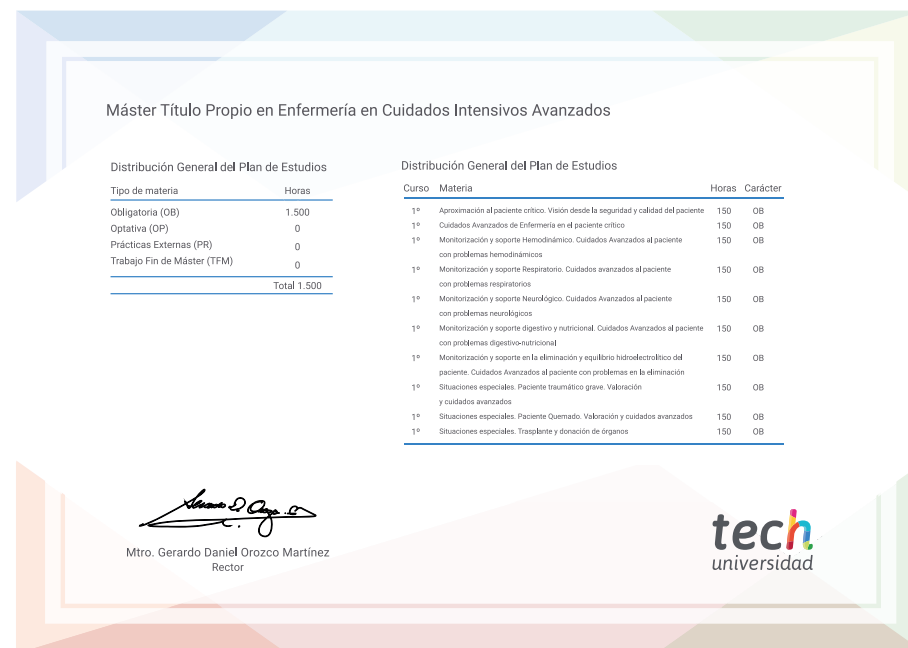 Máster Título Propio en Enfermería en Cuidados Intensivos Avanzados
Distribución General del Plan de Estudios
Tipo de materia Horas
Obligatoria (OB) 1.500
Optativa (OP) 0
Prácticas Externas (PR) 0
Trabajo Fin de Máster (TFM) 0
Total 1.500
Distribución General del Plan de Estudios
Curso Materia Horas Carácter
1º Aproximación al paciente crítico. Visión desde la seguridad y calidad del paciente 150 OB
1º Cuidados Avanzados de Enfermería en el paciente crítico 150 OB
1º Monitorización y soporte Hemodinámico. Cuidados Avanzados al paciente 150 OB
con problemas hemodinámicos
1º Monitorización y soporte Respiratorio. Cuidados avanzados al paciente 150 OB
con problemas respiratorios
1º Monitorización y soporte Neurológico. Cuidados Avanzados al paciente 150 OB
con problemas neurológicos
1º Monitorización y soporte digestivo y nutricional. Cuidados Avanzados al paciente 150 OB
con problemas digestivo-nutricional
1º Monitorización y soporte en la eliminación y equilibrio hidroelectrolítico del 150 OB
paciente. Cuidados Avanzados al paciente con problemas en la eliminación
1º Situaciones especiales. Paciente traumático grave. Valoración 150 OB
y cuidados avanzados
1º Situaciones especiales. Paciente Quemado. Valoración y cuidados avanzados 150 OB
1º Situaciones especiales. Trasplante y donación de órganos 150 OB
Mtro. Gerardo Daniel Orozco Martínez
Rector
tech
universidad